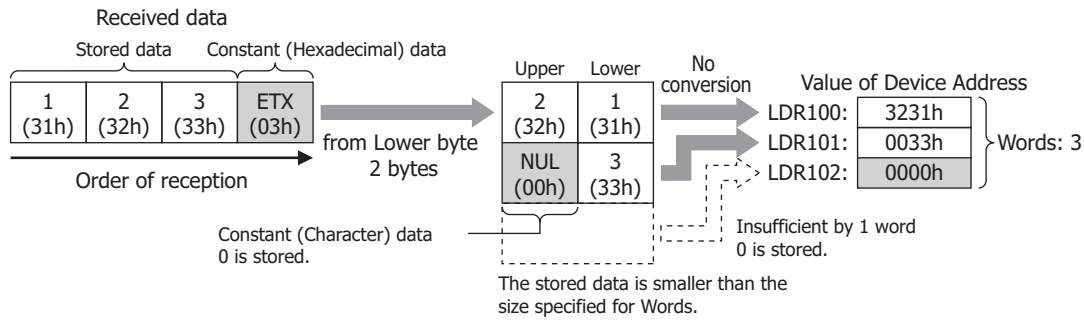 Received data
Stored data
Constant (Hexadecimal) data
1
(31h)
2
(32h)
3
(33h)
ETX
(03h)
Order of reception
from Lower byte
2 bytes
Upper
Lower
2
(32h)
1
(31h)
NUL
(00h)
3
(33h)
Constant (Character) data
0 is stored.
The stored data is smaller than the
size specified for Words.
No
conversion
Value of Device Address
LDR100: 3231h
LDR101: 0033h
LDR102: 0000h
Words: 3
Insufficient by 1 word
0 is stored.